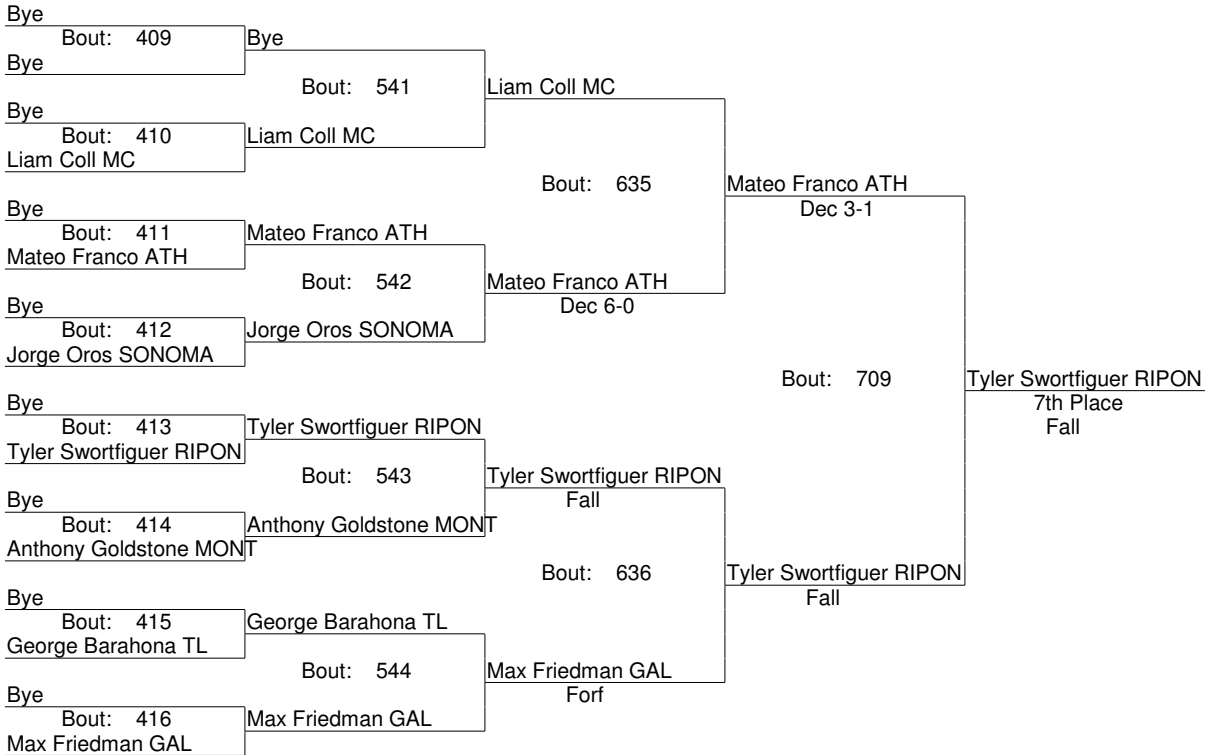 Bye
Bout: 409 Bye
Bye
Bout: 541 Liam Coll MC
Bye
Bout: 410 Liam Coll MC
Liam Coll MC
Bout: 635 Mateo Franco ATH
Dec 3-1
Bye
Bout: 411 Mateo Franco ATH
Mateo Franco ATH
Bout: 542 Mateo Franco ATH
Dec 6-0
Bye
Bout: 412 Jorge Oros SONOMA
Jorge Oros SONOMA
Bout: 709 Tyler Swortfiguer RIPON
7th Place
Fall
Bye
Bout: 413 Tyler Swortfiguer RIPON
Tyler Swortfiguer RIPON
Bout: 543 Tyler Swortfiguer RIPON
Fall
Bye
Bout: 414 Anthony Goldstone MONT
Anthony Goldstone MONT
Bout: 636 Tyler Swortfiguer RIPON
Fall
Bye
Bout: 415 George Barahona TL
George Barahona TL
Bout: 544 Max Friedman GAL
Forf
Bye
Bout: 416 Max Friedman GAL
Max Friedman GAL